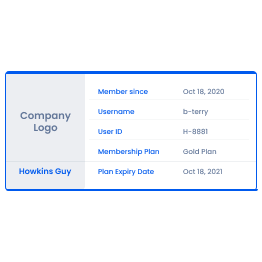 Company
Logo
Howkins Guy
Member since Oct 18, 2020
Username b-terry
User ID H-8881
Membership Plan Gold Plan
Plan Expiry Date Oct 18, 2021